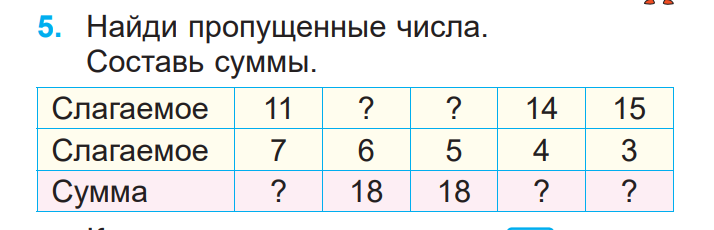 5. Найди пропущенные числа.
Составь суммы.
Слагаемое 11 ? ? 14 15
Слагаемое 7 6 5 4 3
Сумма ? 18 18 ? ?